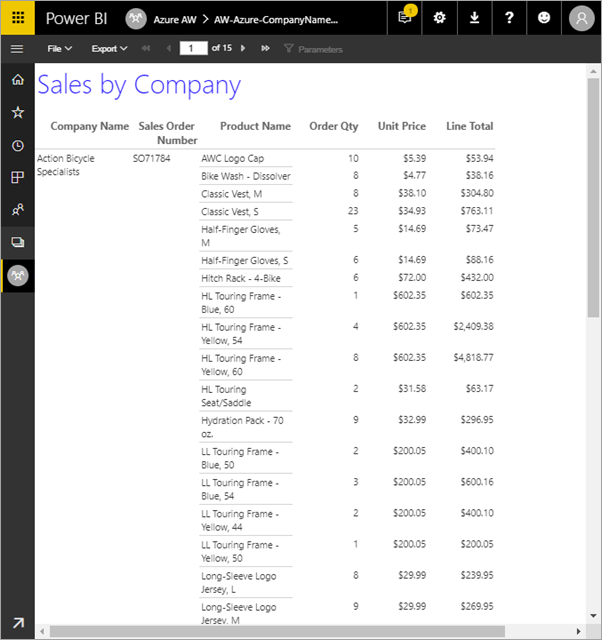 Power BI Azure AW > AW-Azure-CompanyName... 1 ?
File Export 1 of 15 Parameters
Sales by Company
Company Name Sales Order Product Name Order Qty Unit Price Line Total
Number
Action Bicycle SO71784 AWC Logo Cap 10 $5.39 $53.94
Specialists Bike Wash - Dissolver 8 $4.77 $38.16
Classic Vest, M 8 $38.10 $304.80
Classic Vest, S 23 $34.93 $763.11
Half-Finger Gloves, 5 $14.69 $73.47
M
Half-Finger Gloves, S 6 $14.69 $88.16
Hitch Rack - 4-Bike 6 $72.00 $432.00
HL Touring Frame - 1 $602.35 $602.35
Blue, 60
HL Touring Frame - 4 $602.35 $2,409.38
Yellow, 54
HL Touring Frame - 8 $602.35 $4,818.77
Yellow, 60
HL Touring 2 $31.58 $63.17
Seat/Saddle
Hydration Pack - 70 9 $32.99 $296.95
oz.
LL Touring Frame - 2 $200.05 $400.10
Blue, 50
LL Touring Frame - 3 $200.05 $600.16
Blue, 54
LL Touring Frame - 2 $200.05 $400.10
Yellow, 44
LL Touring Frame - 1 $200.05 $200.05
Yellow, 50
Long-Sleeve Logo 8 $29.99 $239.95
Jersey, L
Long-Sleeve Logo 9 $29.99 $269.95
Jersey, M